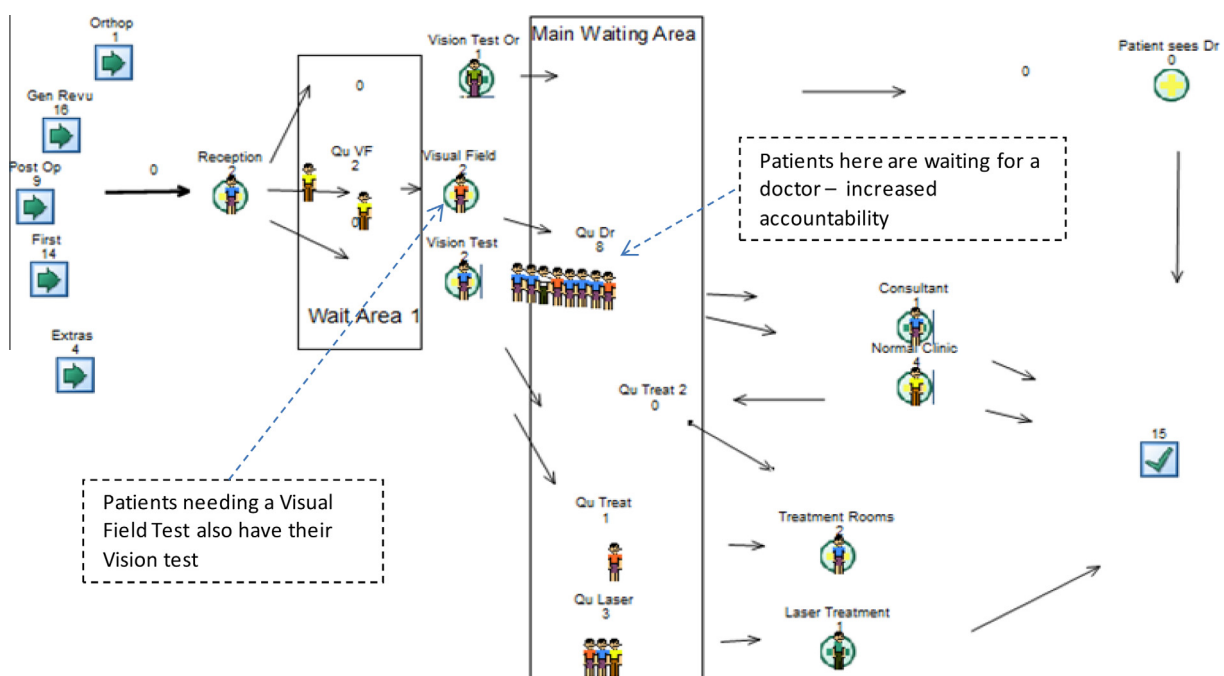 Orthop
1
Gen Revu
16
Post Op
9
First
14
Extras
4
0
Reception
2
0
Qu VF
2
0
Wait Area 1
Vision Test Or
1
Visual Field
2
Vision Test
2
Main Waiting Area
Qu Dr
8
Qu Treat 2
0
Qu Treat
1
Qu Laser
3
0
Patient sees Dr
0
Patients here are waiting for a
doctor – increased
accountability
Consultant
1
Normal Clinic
4
15
Treatment Rooms
2
Laser Treatment
1
Patients needing a Visual
Field Test also have their
Vision test